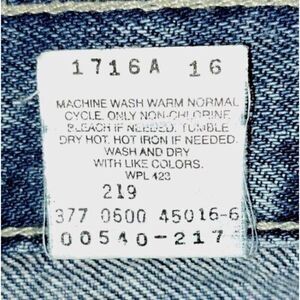 1716A 16
MACHINE WASH WARM NORMAL
CYCLE. ONLY NON-CHLORINE
BLEACH IF NEEDED. TUMBLE
DRY HOT. HOT IRON IF NEEDED.
WASH AND DRY
WITH LIKE COLORS.
WPL 423
219
377 0600 45016-6
00540-217